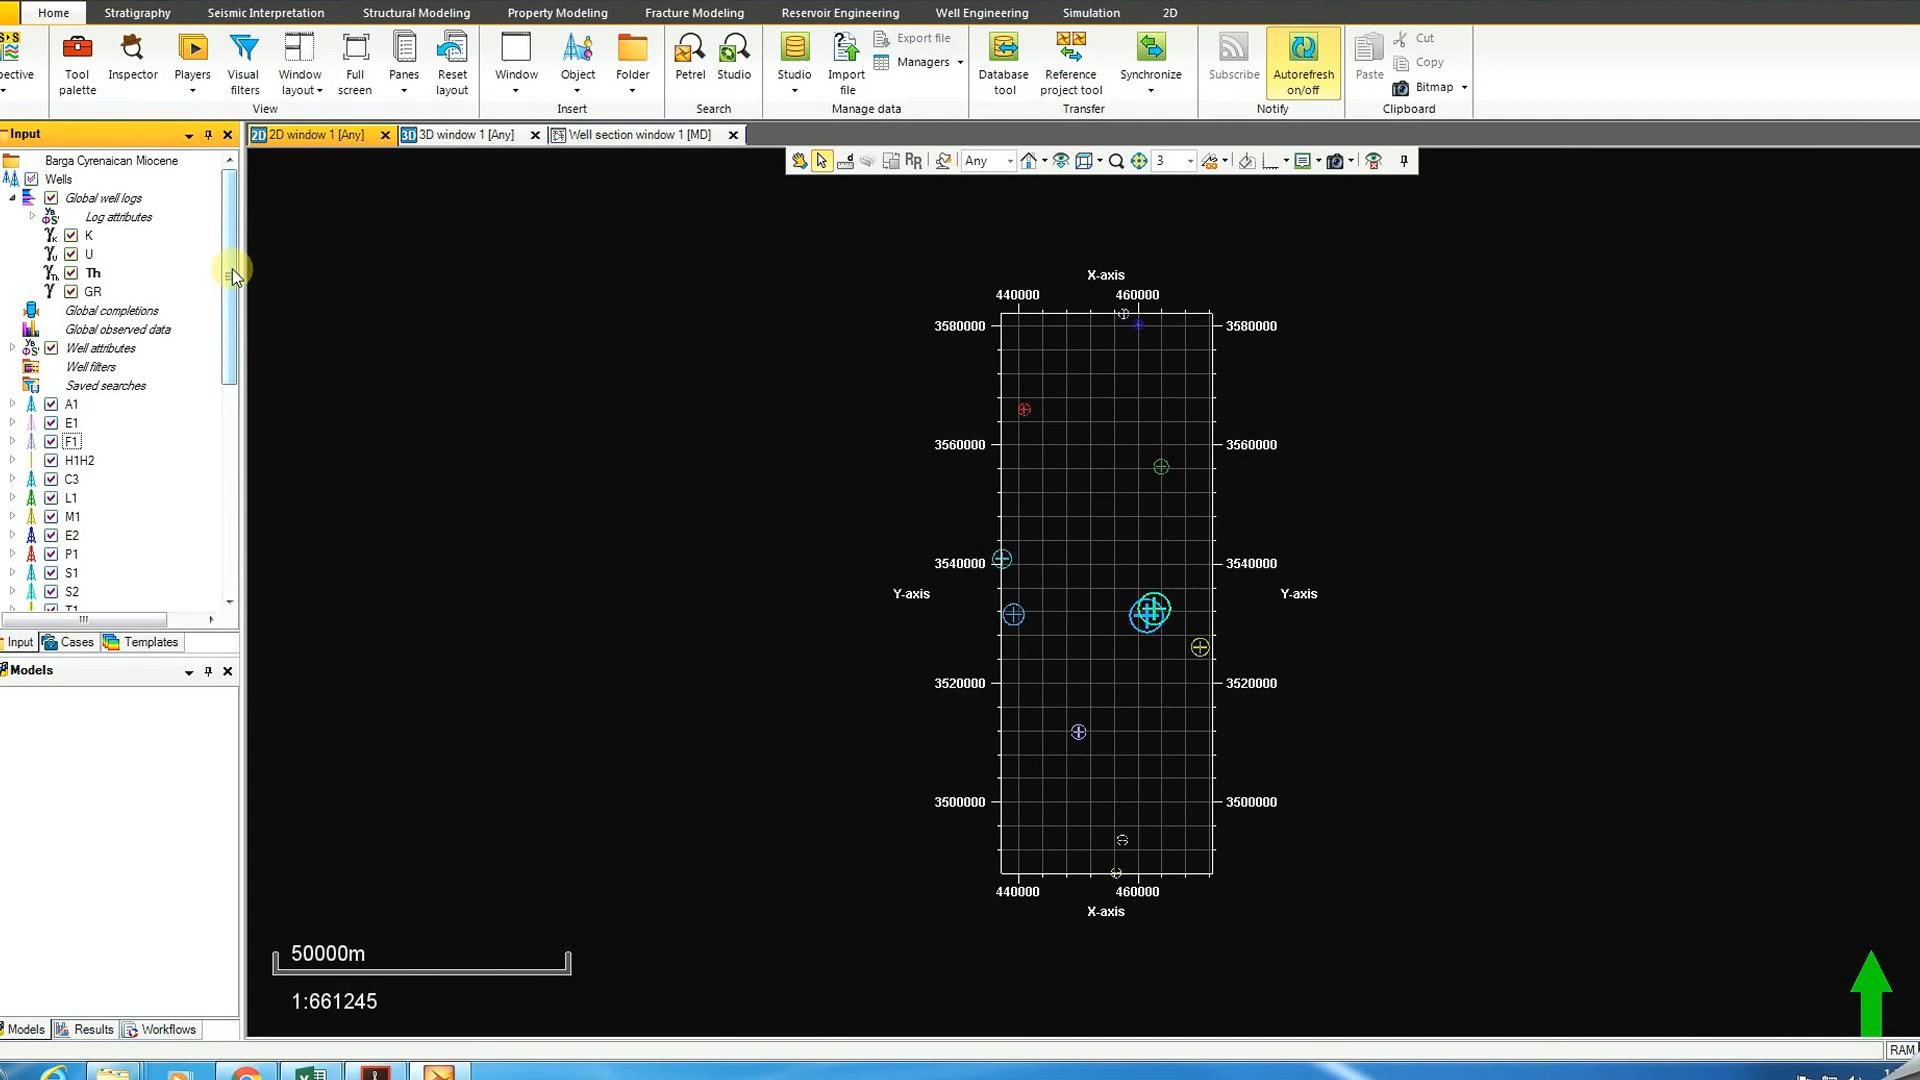 Home Stratigraphy Seismic Interpretation Structural Modeling Property Modeling Fracture Modeling Reservoir Engineering Well Engineering Simulation 2D
Tool palette
Inspector
Players
Visual filters
Window layout
Full screen
Panes
Reset layout
View
Window
Object
Folder
Insert
Petrel
Studio
Search
Studio
Import file
Export file
Managers
Manage data
Database tool
Reference project tool
Synchronize
Transfer
Subscribe
Autorefresh on/off
Notify
Paste
Cut
Copy
Bitmap
Clipboard
Input
2D 2D window 1 [Any]
3D 3D window 1 [Any]
Well section window 1 [MD]
Any
3
Barga Cyrenaican Miocene
Wells
Global well logs
Log attributes
K
U
Th
GR
Global completions
Global observed data
Well attributes
Well filters
Saved searches
A1
E1
F1
H1H2
C3
L1
M1
E2
P1
S1
S2
T1
Input Cases Templates
Models
Models Results Workflows
X-axis
440000 460000
3580000 3580000
3560000 3560000
3540000 3540000
Y-axis Y-axis
3520000 3520000
3500000 3500000
440000 460000
X-axis
50000m
1:661245
RAM